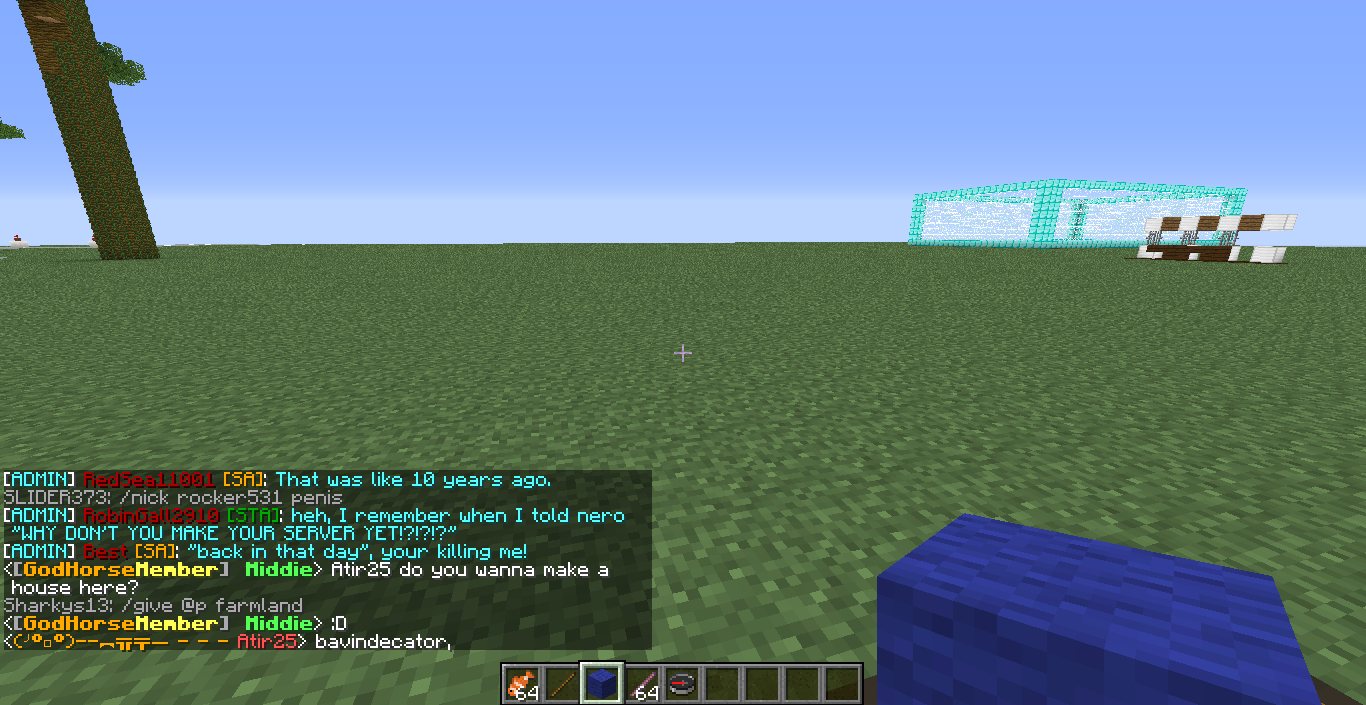 [ADMIN] RedSea11001 [SA]: That was like 10 years ago.
SLIDER373: /nick rocker531 penis
[ADMIN] RobinGall2910 [STA]: heh, I remember when I told nero
"WHY DON'T YOU MAKE YOUR SERVER YET!?!?!?"
[ADMIN] Best [SA]: "back in that day", your killing me!
<[GodHorseMember] Middie> Atir25 do you wanna make a
house here?
Sharkys13: /give @p farmland
<[GodHorseMember] Middie> :D
Atir25> bavindecator,
64
64